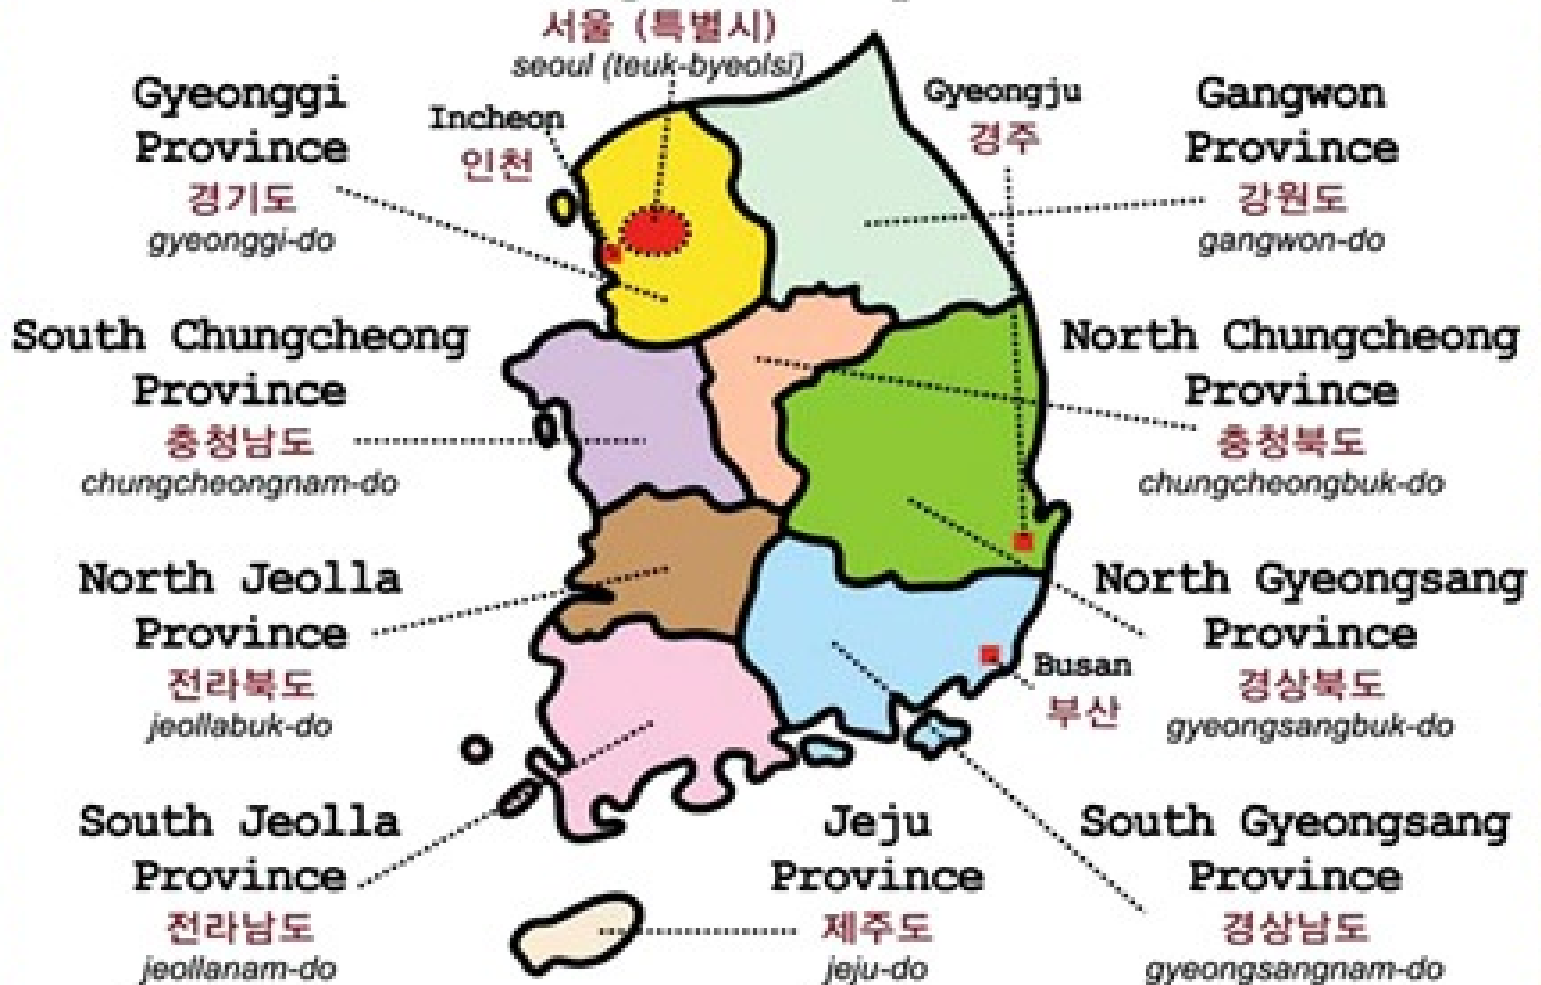 서울 (특별시)
seoul (teuk-byeolsi)
Gyeonggi
Province
경기도
gyeonggi-do
Incheon
인천
Gyeongju
경주
Gangwon
Province
강원도
gangwon-do
South Chungcheong
Province
충청남도
chungcheongnam-do
North Chungcheong
Province
충청북도
chungcheongbuk-do
North Jeolla
Province
전라북도
jeollabuk-do
North Gyeongsang
Province
경상북도
gyeongsangbuk-do
Busan
부산
South Jeolla
Province
전라남도
jeollanam-do
Jeju
Province
제주도
jeju-do
South Gyeongsang
Province
경상남도
gyeongsangnam-do